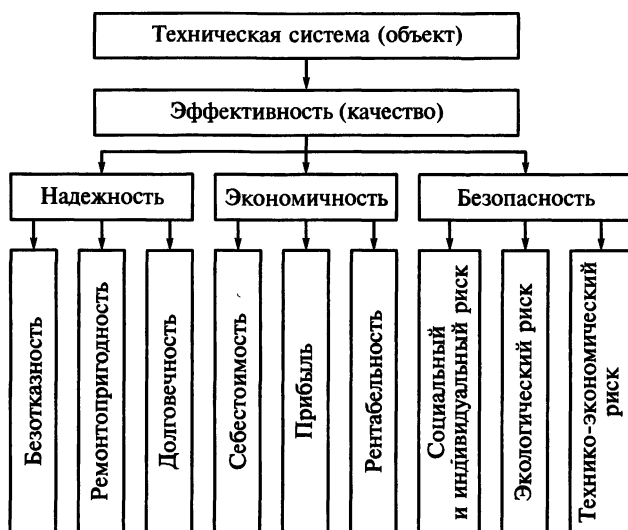 Техническая система (объект)
Эффективность (качество)
Надежность
Экономичность
Безопасность
Безотказность
Ремонтопригодность
Долговечность
Себестоимость
Прибыль
Рентабельность
Социальный
и индивидуальный риск
Экологический риск
Технико-экономический
риск